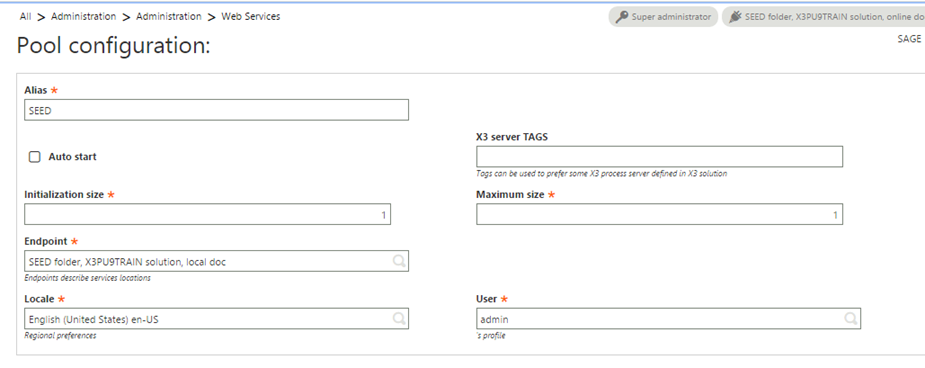 All > Administration > Administration > Web Services
Super administrator
SEED folder, X3PU9TRAIN solution, online do
Pool configuration:
SAGE
Alias *
SEED
Auto start
X3 server TAGS
Tags can be used to prefer some X3 process server defined in X3 solution
Initialization size *
1
Maximum size *
1
Endpoint *
SEED folder, X3PU9TRAIN solution, local doc
Endpoints describe services locations
Locale *
English (United States) en-US
Regional preferences
User *
admin
's profile